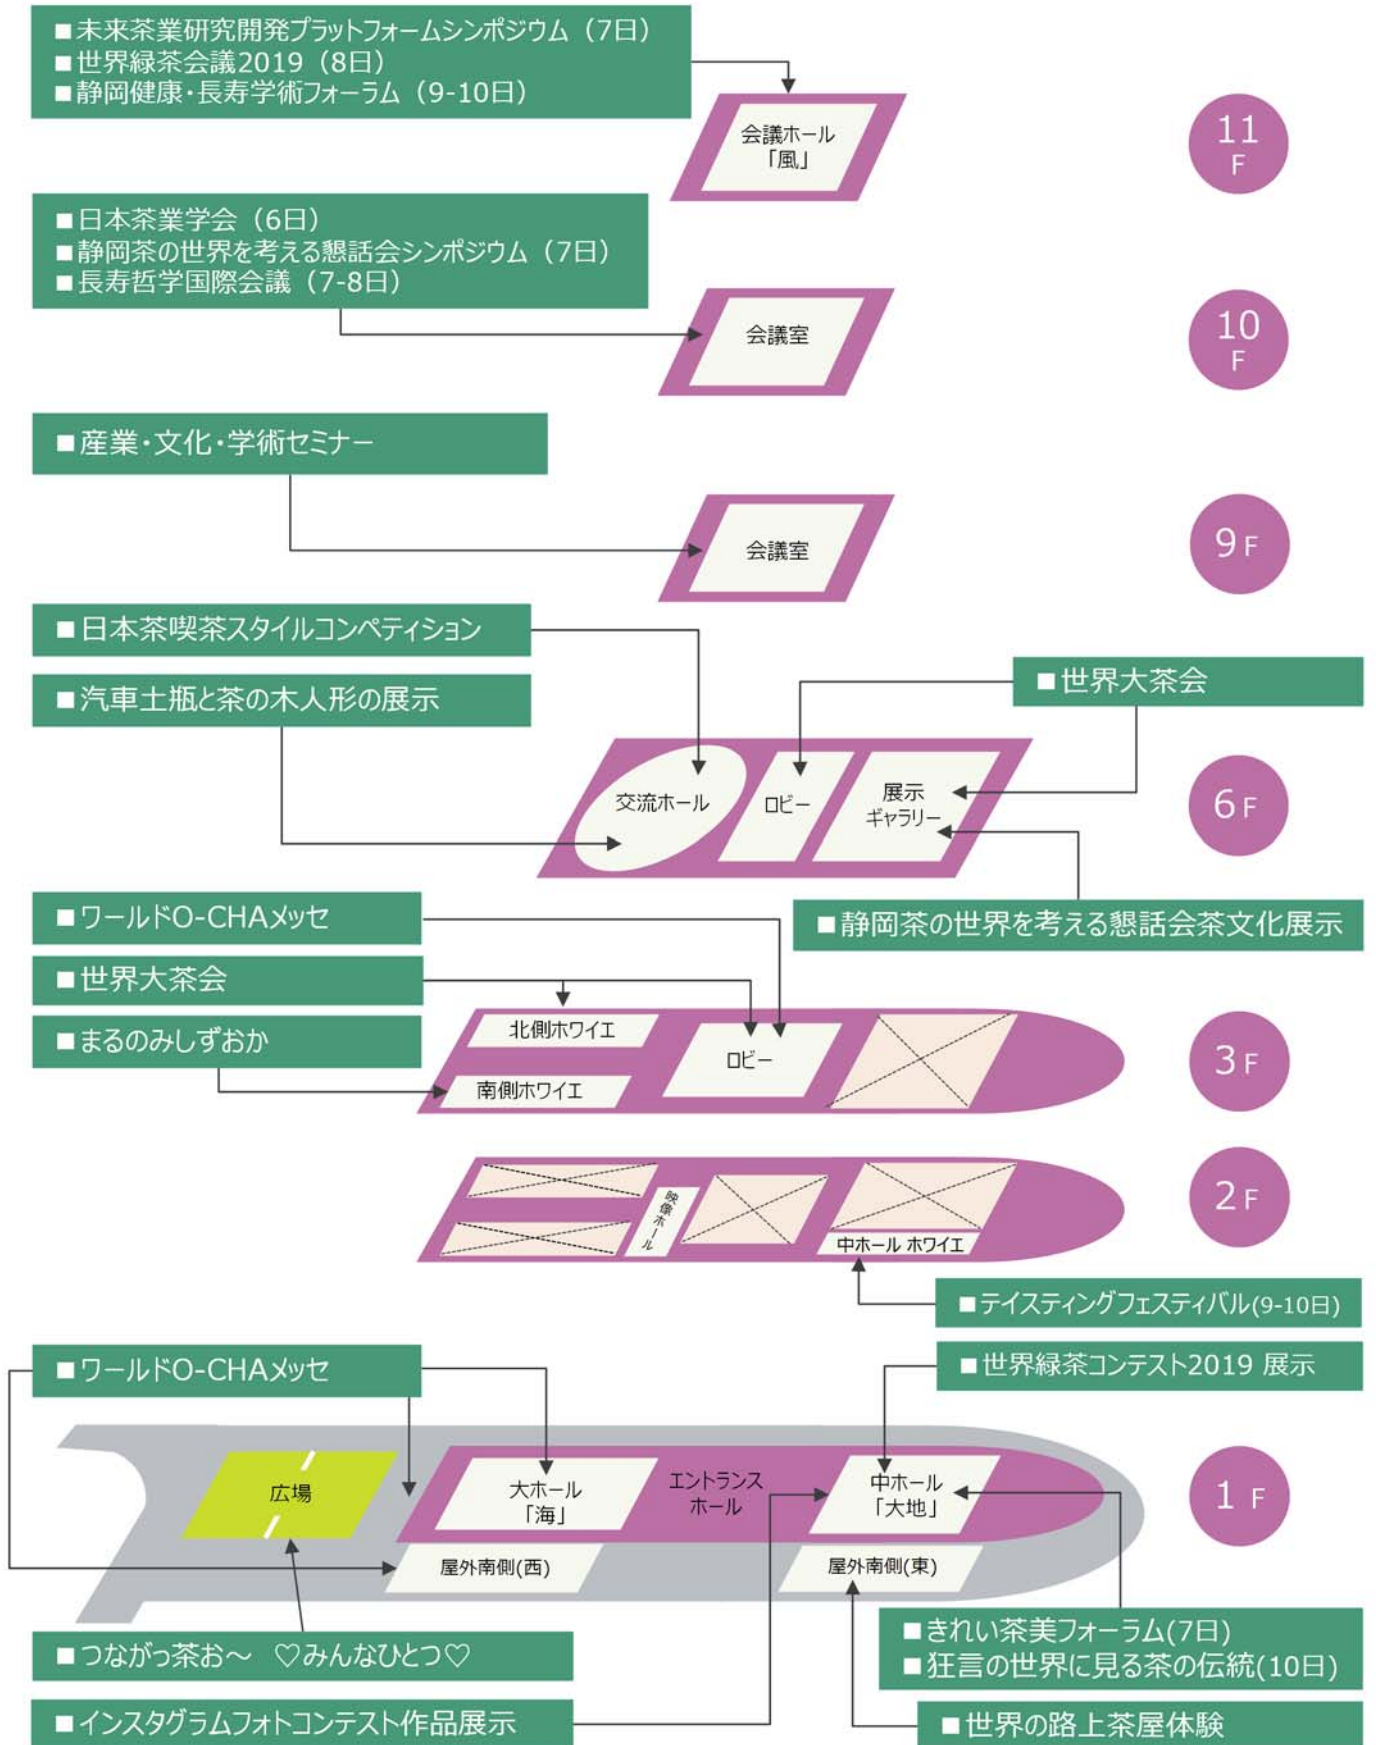 ■未来茶業研究開発プラットフォームシンポジウム（7日）
■世界緑茶会議2019（8日）
■静岡健康・長寿学術フォーラム（9-10日）
会議ホール
「風」
11
F
■日本茶業学会（6日）
■静岡茶の世界を考える懇話会シンポジウム（7日）
■長寿哲学国際会議（7-8日）
会議室
10
F
■産業・文化・学術セミナー
会議室
9 F
■日本茶喫茶スタイルコンペティション
■世界大茶会
■汽車土瓶と茶の木人形の展示
交流ホール
ロビー
展示
ギャラリー
6 F
■ワールドO-CHAメッセ
■静岡茶の世界を考える懇話会茶文化展示
■世界大茶会
■まるのみしずおか
北側ホワイエ
ロビー
南側ホワイエ
3 F
映像ホール
中ホール ホワイエ
2 F
■テイスティングフェスティバル(9-10日)
■ワールドO-CHAメッセ
■世界緑茶コンテスト2019 展示
広場
大ホール
「海」
エントランス
ホール
中ホール
「大地」
1 F
屋外南側(西)
屋外南側(東)
■つながっ茶お～ ♡みんなひとつ♡
■きれい茶美フォーラム(7日)
■狂言の世界に見る茶の伝統(10日)
■インスタグラムフォトコンテスト作品展示
■世界の路上茶屋体験